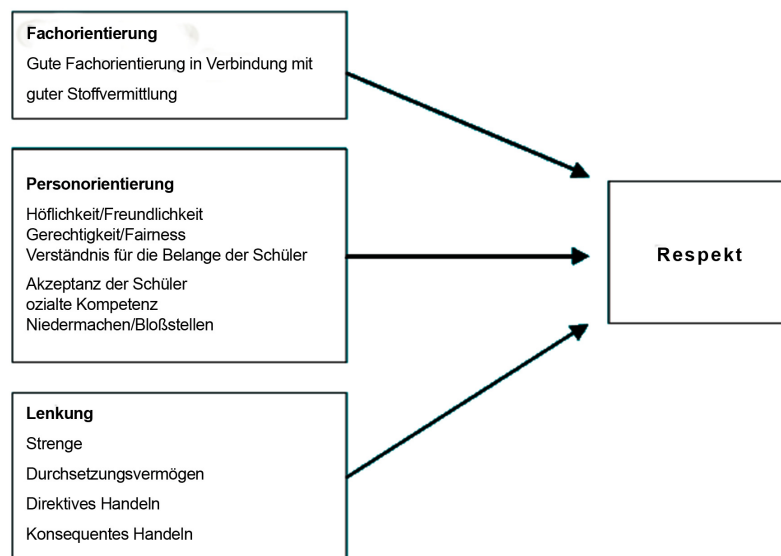 Fachorientierung
Gute Fachorientierung in Verbindung mit
guter Stoffvermittlung
Personorientierung
Höflichkeit/Freundlichkeit
Gerechtigkeit/Fairness
Verständnis für die Belange der Schüler
Akzeptanz der Schüler
ozialte Kompetenz
Niedermachen/Bloßstellen
Respekt
Lenkung
Strenge
Durchsetzungsvermögen
Direktives Handeln
Konsequentes Handeln